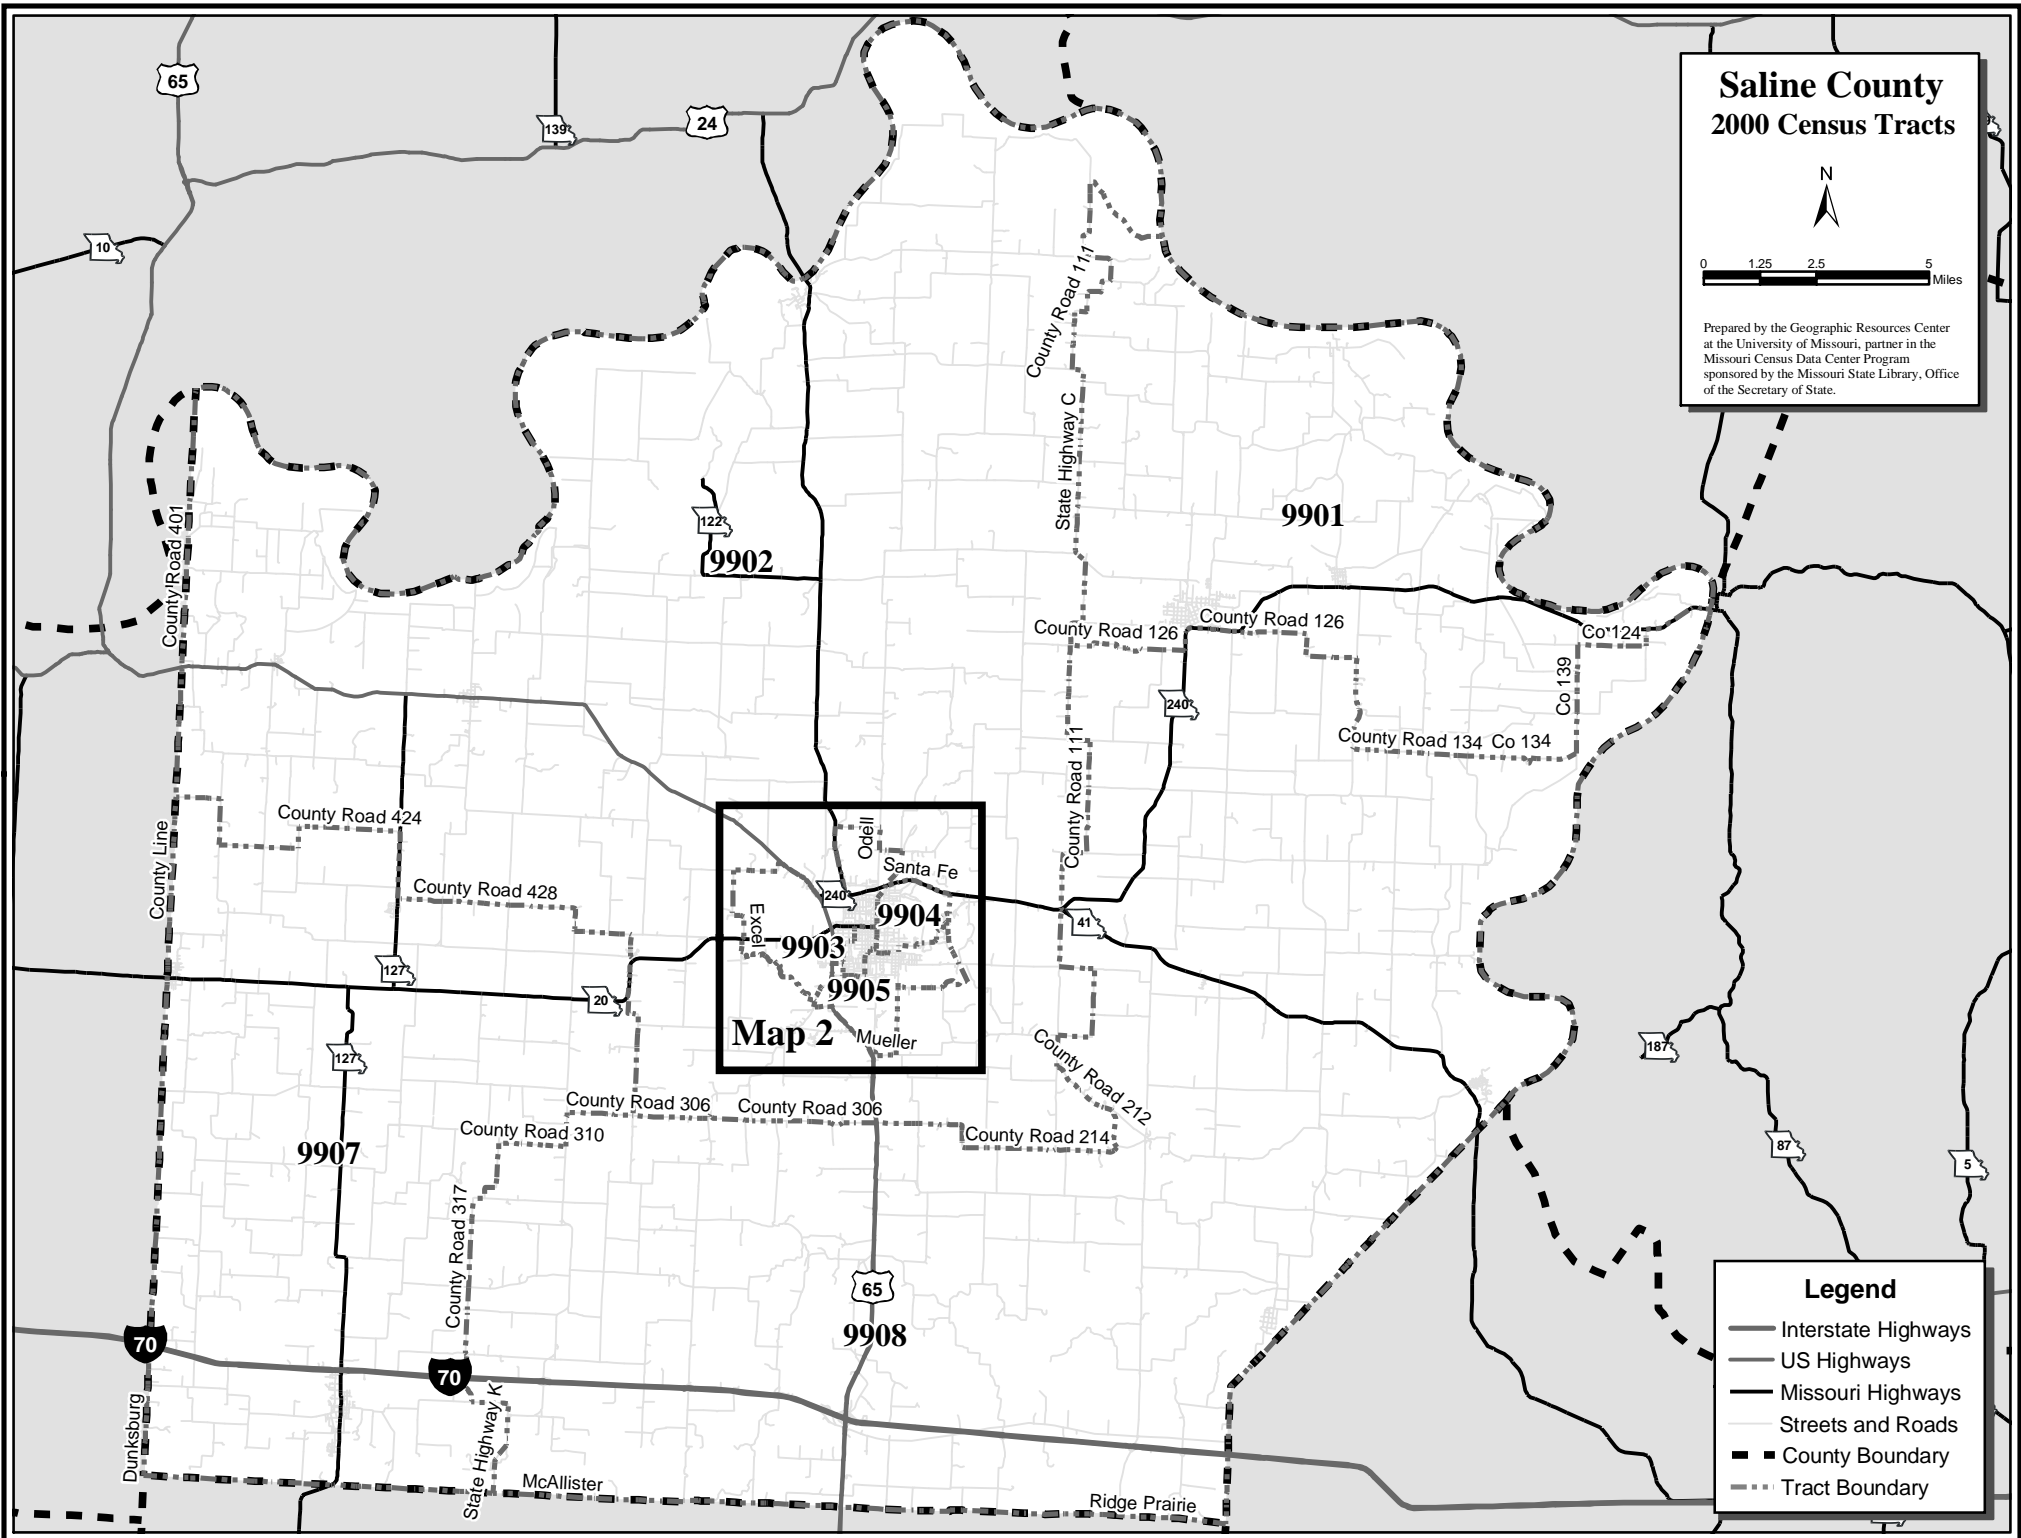 Saline County
2000 Census Tracts
N
0 1.25 2.5 5
Miles
Prepared by the Geographic Resources Center
at the University of Missouri, partner in the
Missouri Census Data Center Program
sponsored by the Missouri State Library, Office
of the Secretary of State.
65
139
24
10
County Road 111
State Highway C
9901
122
9902
County Road 401
County Road 126
County Road 126
Co 124
Co 139
240
County Road 134
Co 134
County Road 111
County Road 424
County Line
County Road 428
Odell
Santa Fe
240
Excel
9904
9903
41
127
20
9905
Map 2
Mueller
127
187
County Road 212
County Road 306
County Road 306
County Road 310
County Road 214
9907
87
5
County Road 317
65
9908
70
70
Dunksburg
State Highway K
McAllister
Ridge Prairie
Legend
Interstate Highways
US Highways
Missouri Highways
Streets and Roads
County Boundary
Tract Boundary